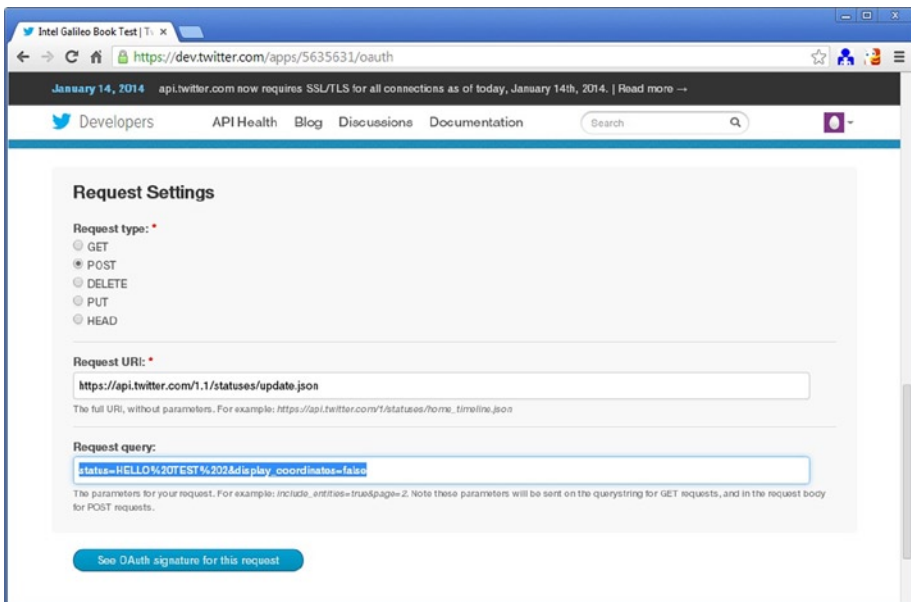 Intel Galileo Book Test | Tw
https://dev.twitter.com/apps/5635631/oauth
January 14, 2014 api.twitter.com now requires SSL/TLS for all connections as of today, January 14th, 2014. | Read more →
Developers API Health Blog Discussions Documentation Search
Request Settings
Request type: *
GET
POST
DELETE
PUT
HEAD
Request URI: *
https://api.twitter.com/1.1/statuses/update.json
The full URI, without parameters. For example: https://api.twitter.com/1/statuses/home_timeline.json
Request query:
status=HELLO%20TEST%202&display_coordinates=false
The parameters for your request. For example: include_entities=true&page=2. Note these parameters will be sent on the querystring for GET requests, and in the request body
for POST requests.
See OAuth signature for this request